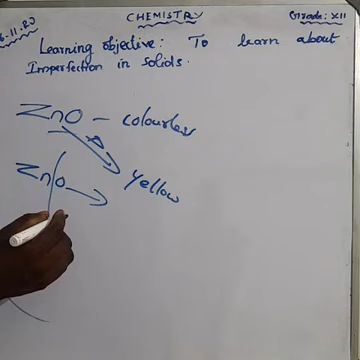 CHEMISTRY
Grade: XII
Learning objective: To learn about
Imperfection in solids.
ZnO - colourless
Δ
ZnO → Yellow